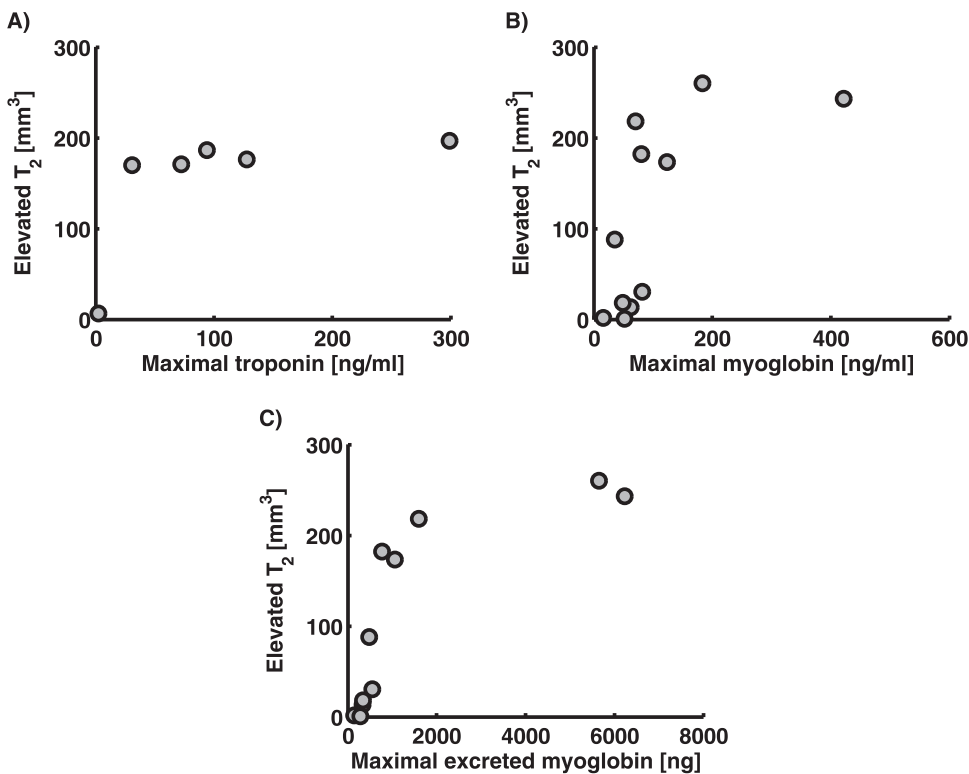 A)
300
200
100
0
Elevated T2 [mm3]
0 100 200 300
Maximal troponin [ng/ml]
B)
300
200
100
0
Elevated T2 [mm3]
0 200 400 600
Maximal myoglobin [ng/ml]
C)
300
200
100
0
Elevated T2 [mm3]
0 2000 4000 6000 8000
Maximal excreted myoglobin [ng]